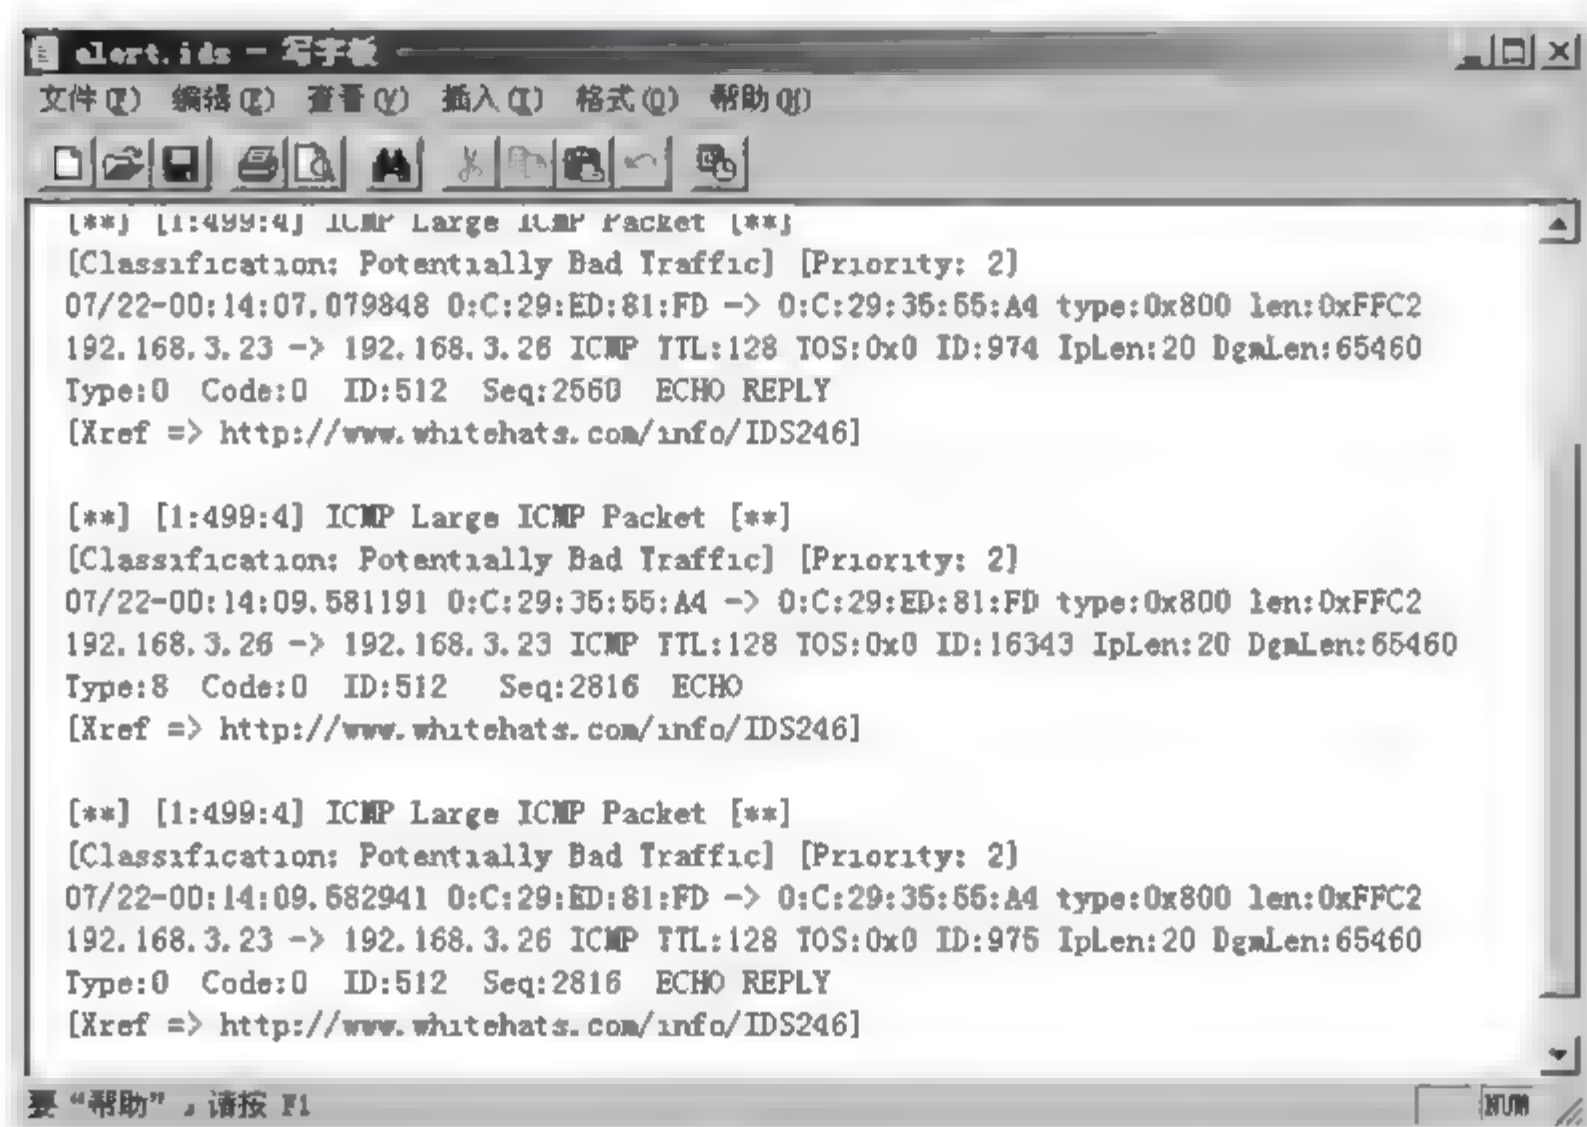 alert.ids - 写字板
文件(F) 编辑(E) 查看(V) 插入(I) 格式(O) 帮助(H)
[**] [1:499:4] ICMP Large ICMP Packet [**]
[Classification: Potentially Bad Traffic] [Priority: 2]
07/22-00:14:07.079848 0:C:29:ED:81:FD -> 0:C:29:35:55:A4 type:0x800 len:0xFFC2
192.168.3.23 -> 192.168.3.26 ICMP TTL:128 TOS:0x0 ID:974 IpLen:20 DgmLen:65460
Type:0 Code:0 ID:512 Seq:2560 ECHO REPLY
[Xref => http://www.whitehats.com/info/IDS246]
[**] [1:499:4] ICMP Large ICMP Packet [**]
[Classification: Potentially Bad Traffic] [Priority: 2]
07/22-00:14:09.581191 0:C:29:35:55:A4 -> 0:C:29:ED:81:FD type:0x800 len:0xFFC2
192.168.3.26 -> 192.168.3.23 ICMP TTL:128 TOS:0x0 ID:16343 IpLen:20 DgmLen:65460
Type:8 Code:0 ID:512 Seq:2816 ECHO
[Xref => http://www.whitehats.com/info/IDS246]
[**] [1:499:4] ICMP Large ICMP Packet [**]
[Classification: Potentially Bad Traffic] [Priority: 2]
07/22-00:14:09.582941 0:C:29:ED:81:FD -> 0:C:29:35:55:A4 type:0x800 len:0xFFC2
192.168.3.23 -> 192.168.3.26 ICMP TTL:128 TOS:0x0 ID:975 IpLen:20 DgmLen:65460
Type:0 Code:0 ID:512 Seq:2816 ECHO REPLY
[Xref => http://www.whitehats.com/info/IDS246]
要“帮助”，请按 F1
NUM